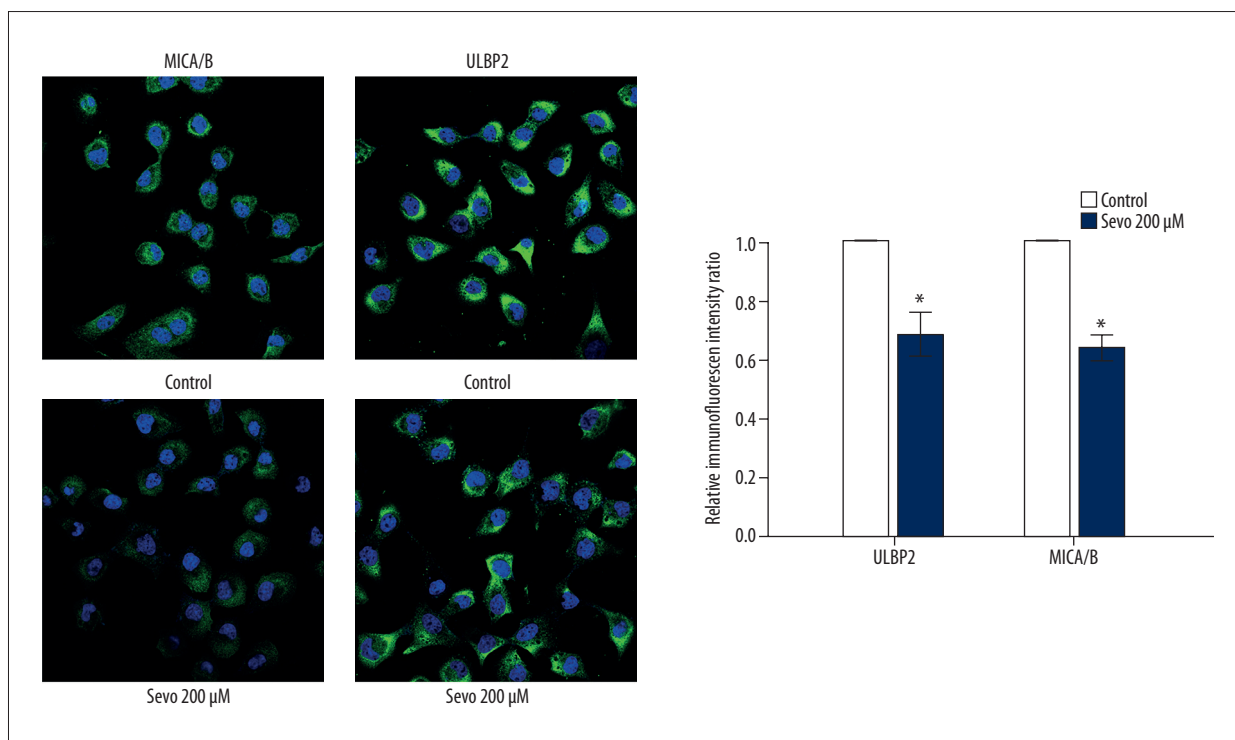 MICA/B
ULBP2
Control
Control
Sevo 200 µM
Sevo 200 µM
Control
Sevo 200 µM
Relative immunofluorescen intensity ratio
1.0
0.8
0.6
0.4
0.2
0.0
*
*
ULBP2
MICA/B